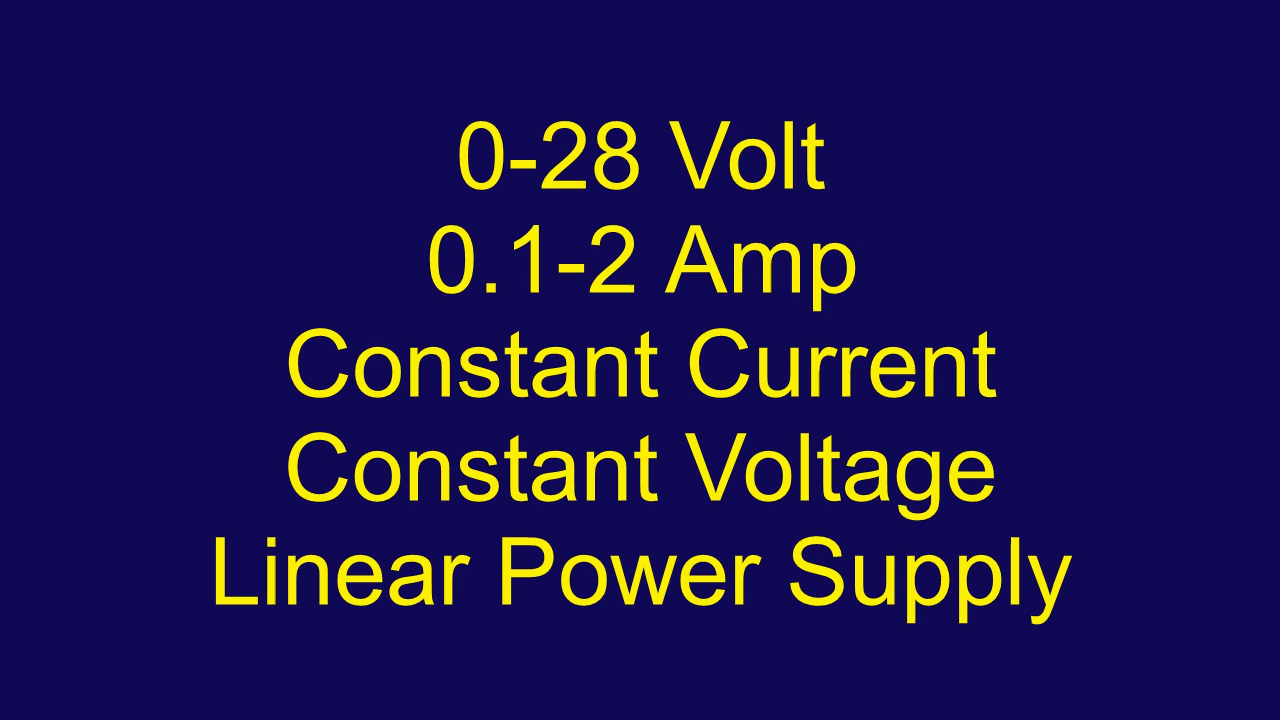 0-28 Volt
0.1-2 Amp
Constant Current
Constant Voltage
Linear Power Supply